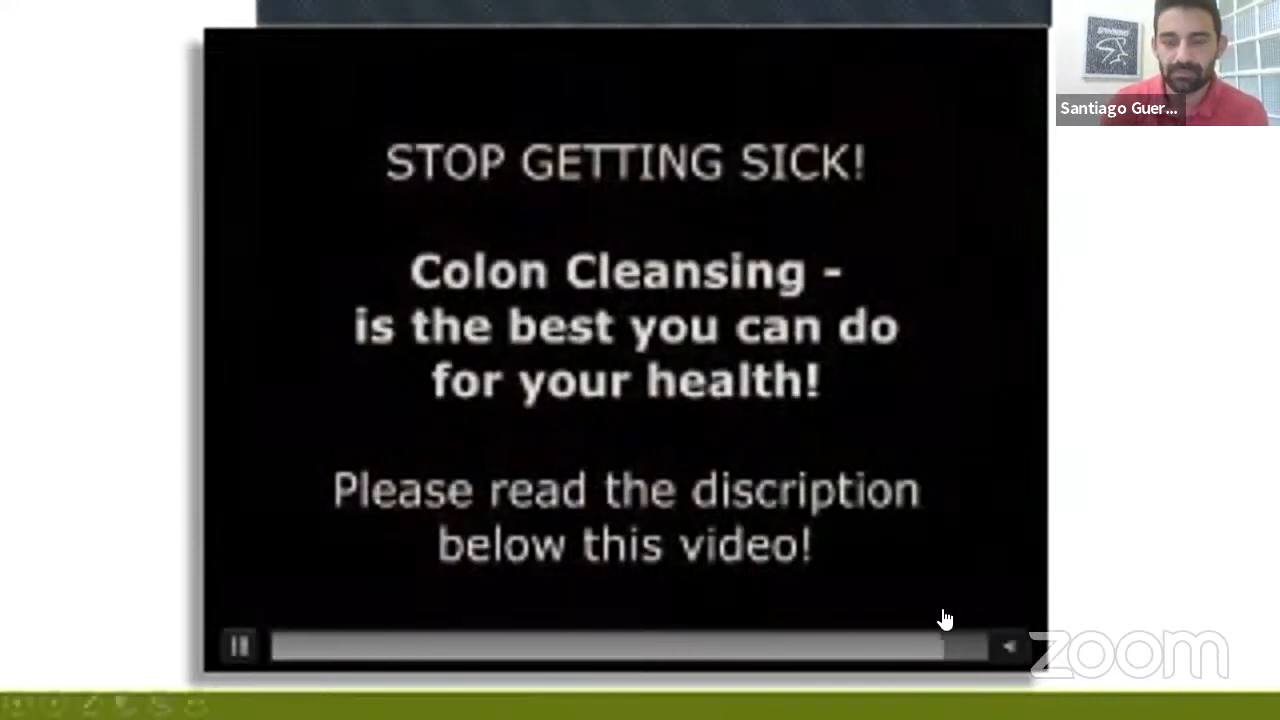 STOP GETTING SICK!
Colon Cleansing -
is the best you can do
for your health!
Please read the discription
below this video!
Santiago Guer...
zoom